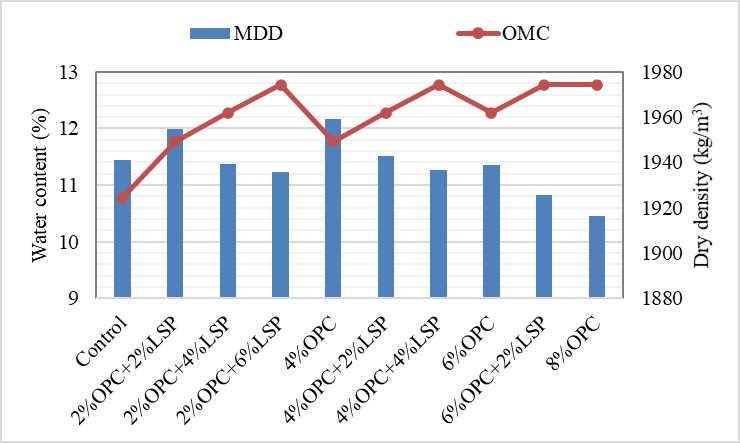 MDD OMC
Water content (%)
13
12
11
10
9
1980
1960
1940
1920
1900
1880
Dry density (kg/m³)
Control
2%OPC+2%LSP
2%OPC+4%LSP
2%OPC+6%LSP
4%OPC
4%OPC+2%LSP
4%OPC+4%LSP
6%OPC
6%OPC+2%LSP
8%OPC